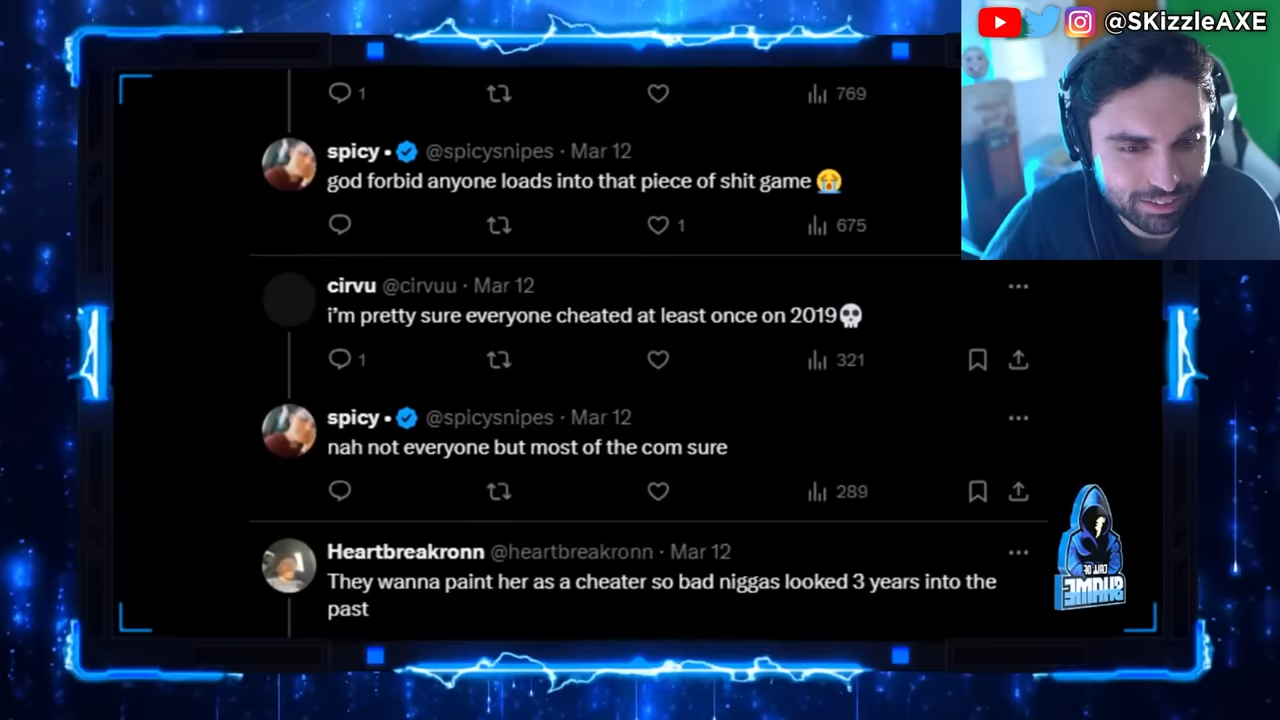 @SKizzleAXE
1
769
spicy • @spicysnipes · Mar 12
god forbid anyone loads into that piece of shit game 😭
1
675
cirvu @cirvuu · Mar 12
i'm pretty sure everyone cheated at least once on 2019💀
1
321
spicy • @spicysnipes · Mar 12
nah not everyone but most of the com sure
289
Heartbreakronn @heartbreakronn · Mar 12
They wanna paint her as a cheater so bad niggas looked 3 years into the
past